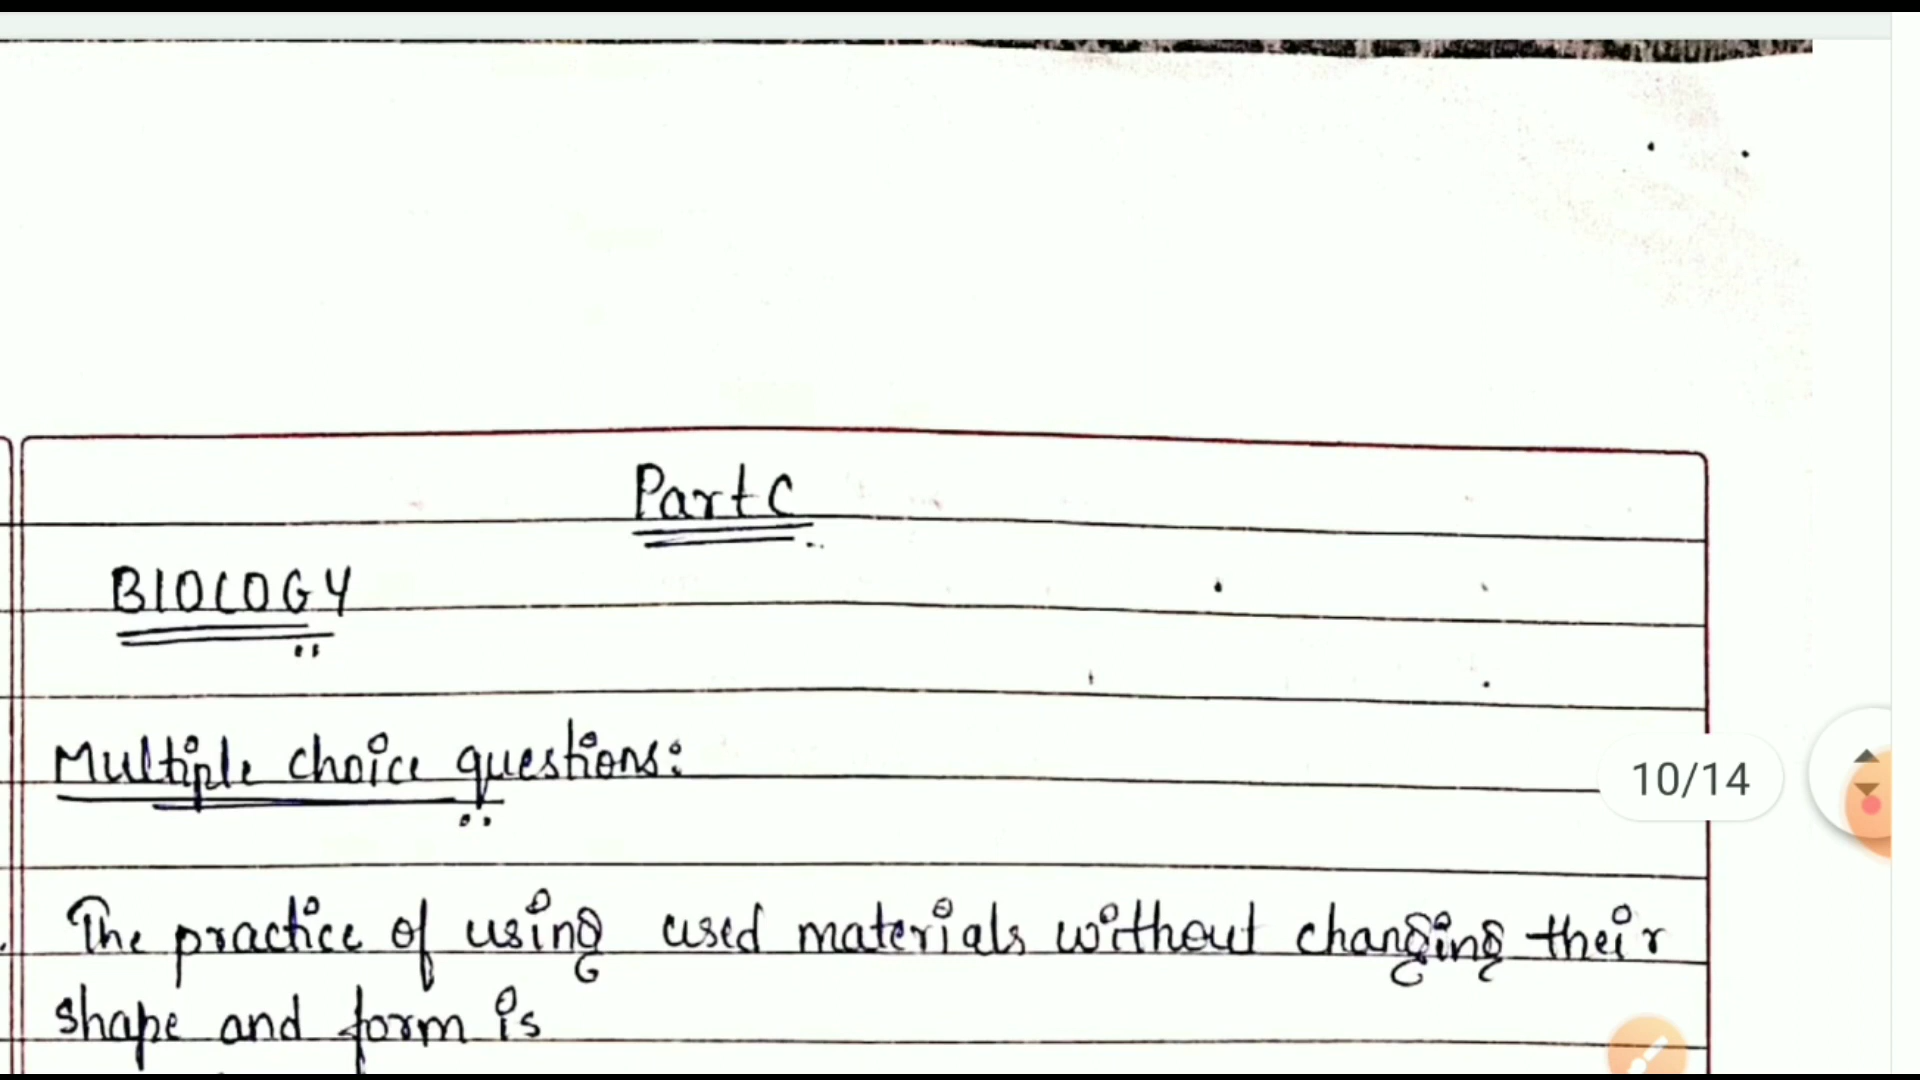 Part C
BIOLOGY
Multiple choice questions:
The practice of using used materials without changing their
shape and form is
10/14